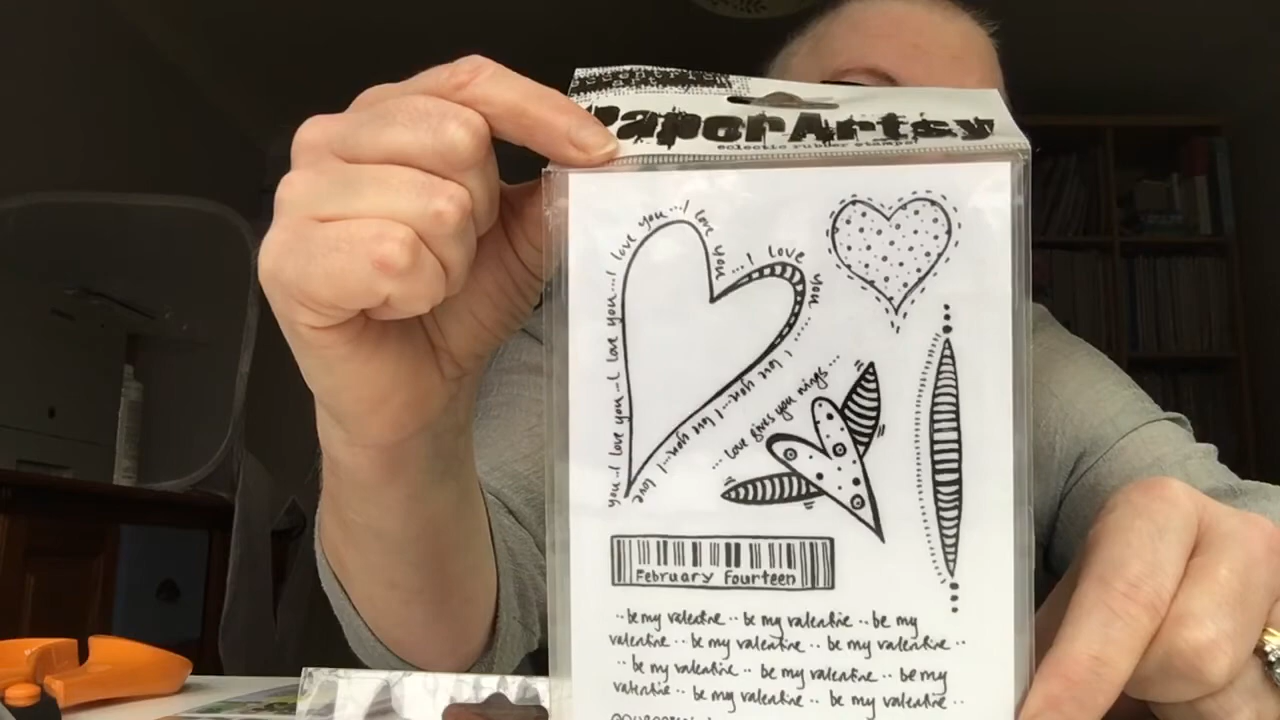 eccentric
PaperArtsy
eclectic rubber stamps
you...I love you...I love you...I love you...I love you...I love you.....I love you...I love you...I love
...love gives you wings...
February Fourteen
··be my valentine··be my valentine··be my
valentine··be my valentine··be my valentine··
··be my valentine··be my valentine··be my
valentine··be my valentine··be my valentine··